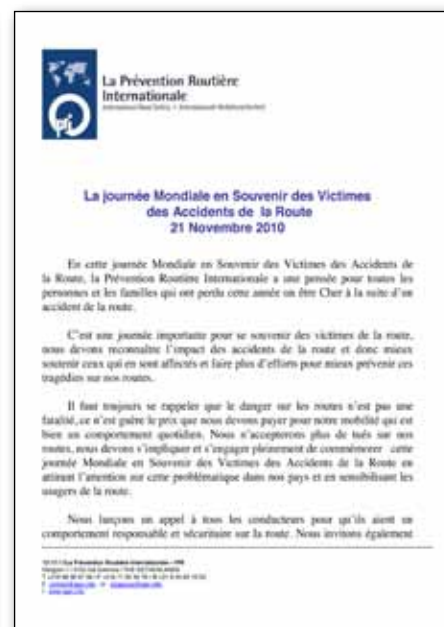 La Prévention Routière
Internationale
La journée Mondiale en Souvenir des Victimes
des Accidents de la Route
21 Novembre 2010
En cette journée Mondiale en Souvenir des Victimes des Accidents de
la Route, la Prévention Routière Internationale a une pensée pour toutes les
personnes et les familles qui ont perdu cette année un être Cher à la suite d'un
accident de la route.
C'est une journée importante pour se souvenir des victimes de la route,
nous devons reconnaître l'impact des accidents de la route et donc mieux
soutenir ceux qui en sont affectés et faire plus d'efforts pour mieux prévenir ces
tragédies sur nos routes.
Il faut toujours se rappeler que le danger sur les routes n'est pas une
fatalité, ce n'est guère le prix que nous devons payer pour notre mobilité qui est
bien un comportement quotidien. Nous n'accepterons plus de tués sur nos
routes, nous devons s'impliquer et s'engager pleinement de commémorer cette
journée Mondiale en Souvenir des Victimes des Accidents de la Route en
attirant l'attention sur cette problématique dans nos pays et en sensibilisant les
usagers de la route.
Nous lançons un appel à tous les conducteurs pour qu'ils aient un
comportement responsable et sécuritaire sur la route. Nous invitons également